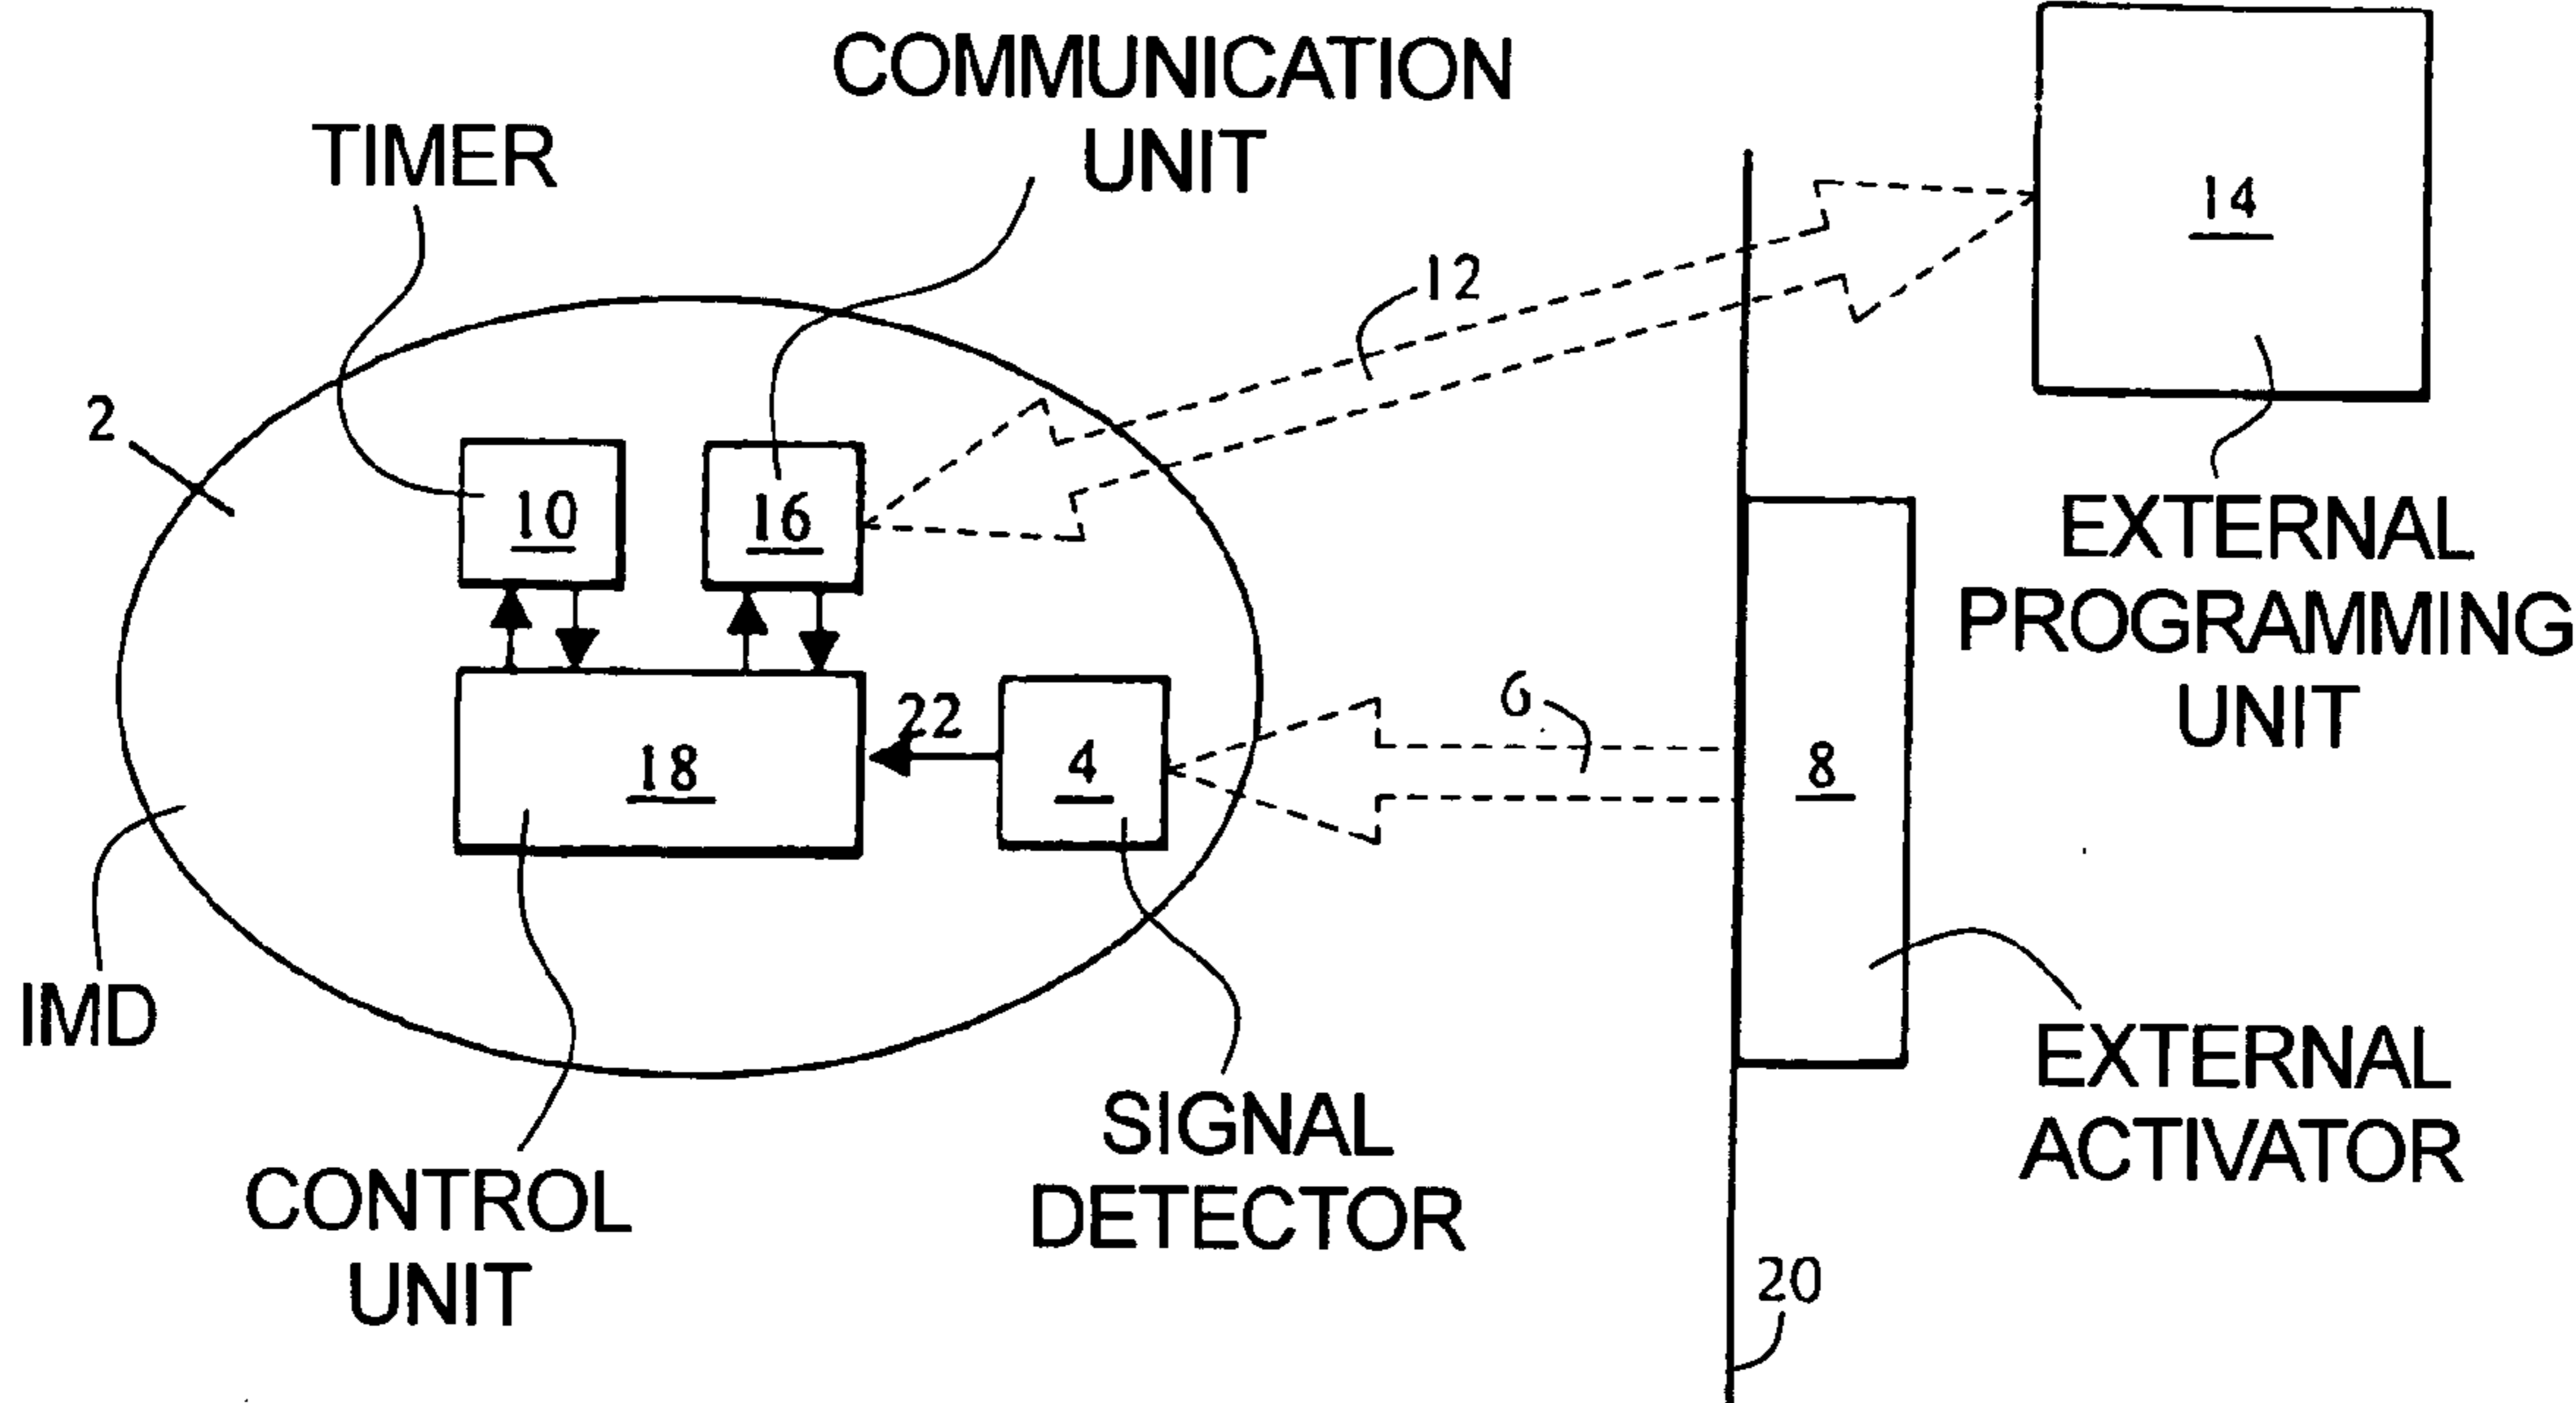 COMMUNICATION
UNIT
TIMER
14
12
2
10
16
EXTERNAL
PROGRAMMING
UNIT
22
6
18
4
8
IMD
SIGNAL
DETECTOR
EXTERNAL
ACTIVATOR
CONTROL
UNIT
20